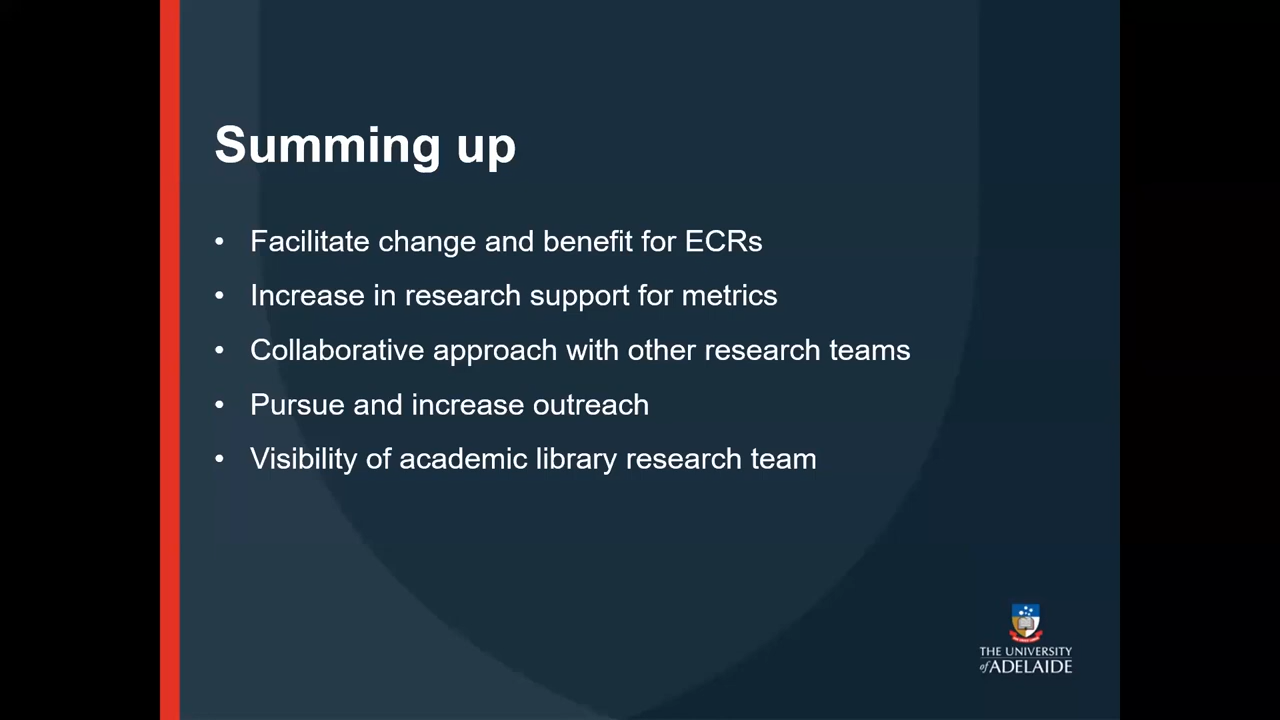 Summing up
• Facilitate change and benefit for ECRs
• Increase in research support for metrics
• Collaborative approach with other research teams
• Pursue and increase outreach
• Visibility of academic library research team
THE UNIVERSITY
of ADELAIDE